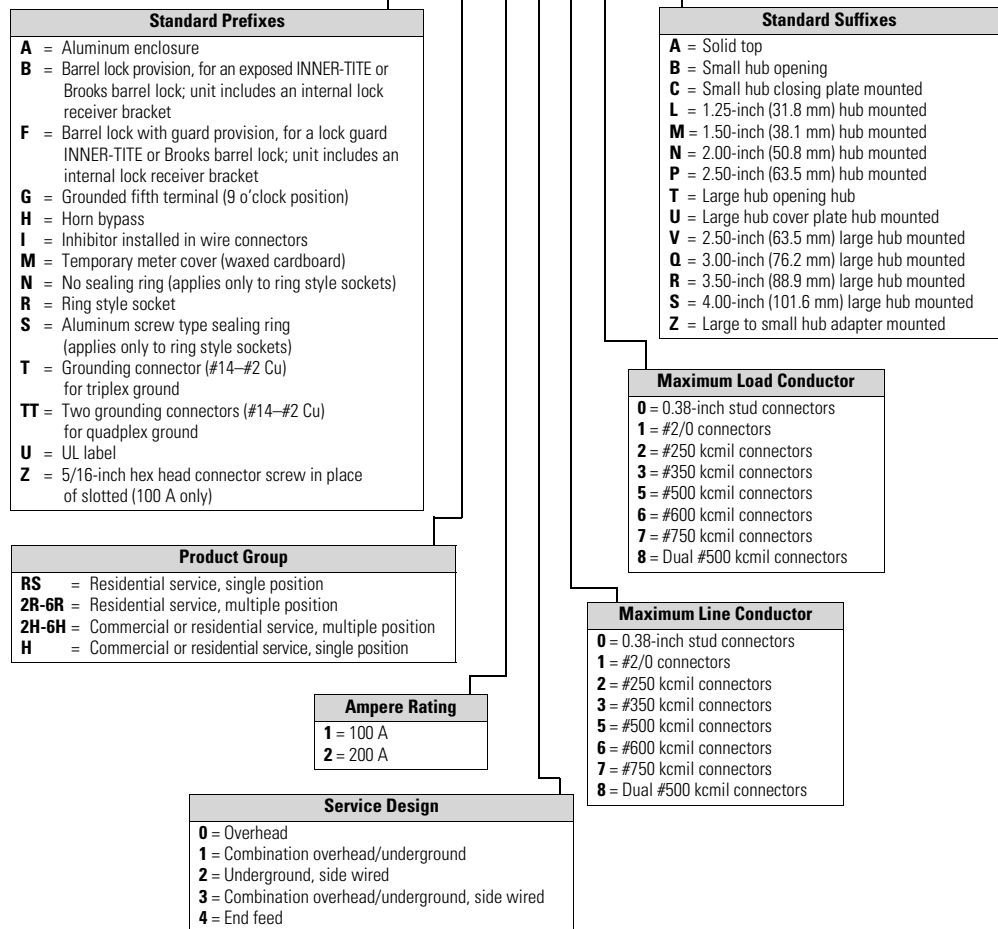 Standard Prefixes
A = Aluminum enclosure
B = Barrel lock provision, for an exposed INNER-TITE or
Brooks barrel lock; unit includes an internal lock
receiver bracket
F = Barrel lock with guard provision, for a lock guard
INNER-TITE or Brooks barrel lock; unit includes an
internal lock receiver bracket
G = Grounded fifth terminal (9 o'clock position)
H = Horn bypass
I = Inhibitor installed in wire connectors
M = Temporary meter cover (waxed cardboard)
N = No sealing ring (applies only to ring style sockets)
R = Ring style socket
S = Aluminum screw type sealing ring
(applies only to ring style sockets)
T = Grounding connector (#14–#2 Cu)
for triplex ground
TT = Two grounding connectors (#14–#2 Cu)
for quadplex ground
U = UL label
Z = 5/16-inch hex head connector screw in place
of slotted (100 A only)
Standard Suffixes
A = Solid top
B = Small hub opening
C = Small hub closing plate mounted
L = 1.25-inch (31.8 mm) hub mounted
M = 1.50-inch (38.1 mm) hub mounted
N = 2.00-inch (50.8 mm) hub mounted
P = 2.50-inch (63.5 mm) hub mounted
T = Large hub opening hub
U = Large hub cover plate hub mounted
V = 2.50-inch (63.5 mm) large hub mounted
Q = 3.00-inch (76.2 mm) large hub mounted
R = 3.50-inch (88.9 mm) large hub mounted
S = 4.00-inch (101.6 mm) large hub mounted
Z = Large to small hub adapter mounted
Maximum Load Conductor
0 = 0.38-inch stud connectors
1 = #2/0 connectors
2 = #250 kcmil connectors
3 = #350 kcmil connectors
5 = #500 kcmil connectors
6 = #600 kcmil connectors
7 = #750 kcmil connectors
8 = Dual #500 kcmil connectors
Product Group
RS = Residential service, single position
2R-6R = Residential service, multiple position
2H-6H = Commercial or residential service, multiple position
H = Commercial or residential service, single position
Maximum Line Conductor
0 = 0.38-inch stud connectors
1 = #2/0 connectors
2 = #250 kcmil connectors
3 = #350 kcmil connectors
5 = #500 kcmil connectors
6 = #600 kcmil connectors
7 = #750 kcmil connectors
8 = Dual #500 kcmil connectors
Ampere Rating
1 = 100 A
2 = 200 A
Service Design
0 = Overhead
1 = Combination overhead/underground
2 = Underground, side wired
3 = Combination overhead/underground, side wired
4 = End feed